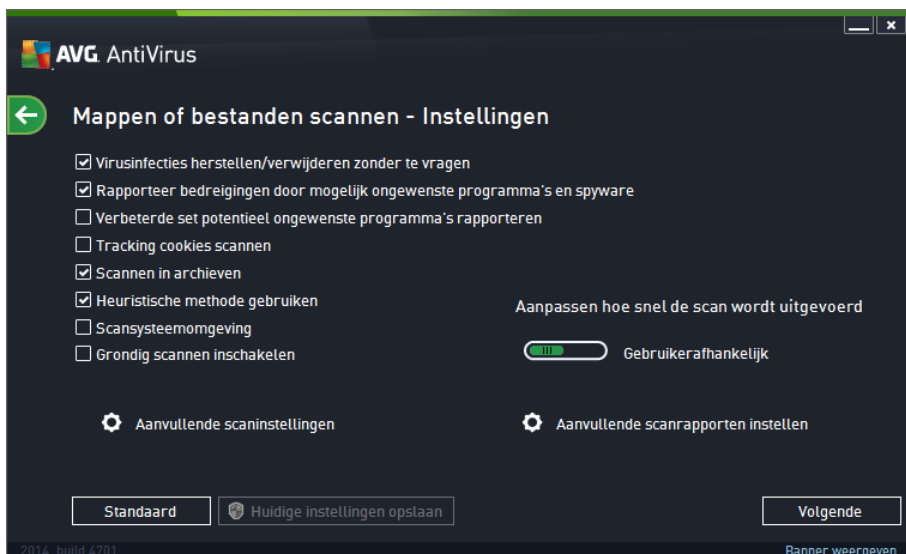 AVG. AntiVirus
Mappen of bestanden scannen - Instellingen
Virusinfecties herstellen/verwijderen zonder te vragen
Rapporteer bedreigingen door mogelijk ongewenste programma's en spyware
Verbeterde set potentieel ongewenste programma's rapporteren
Tracking cookies scannen
Scannen in archieven
Heuristische methode gebruiken
Scansysteemomgeving
Grondig scannen inschakelen
Aanpassen hoe snel de scan wordt uitgevoerd
Gebruikerafhankelijk
Aanvullende scaninstellingen
Aanvullende scanrapporten instellen
Standaard
Huidige instellingen opslaan
Volgende
2014, build 4701
Banner weergeven